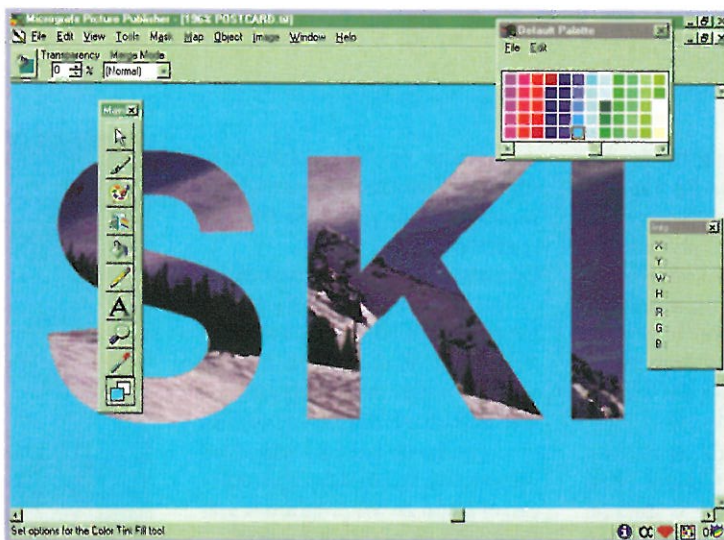 Micrografx Picture Publisher - [196% POSTCARD.tif]
File Edit View Tools Mask Map Object Image Window Help
Transparency Merge Mode
0 % (Normal)
Default Palette
File Edit
SKI
X:
Y:
W:
H:
R:
G:
B:
Set options for the Color Tint Fill tool